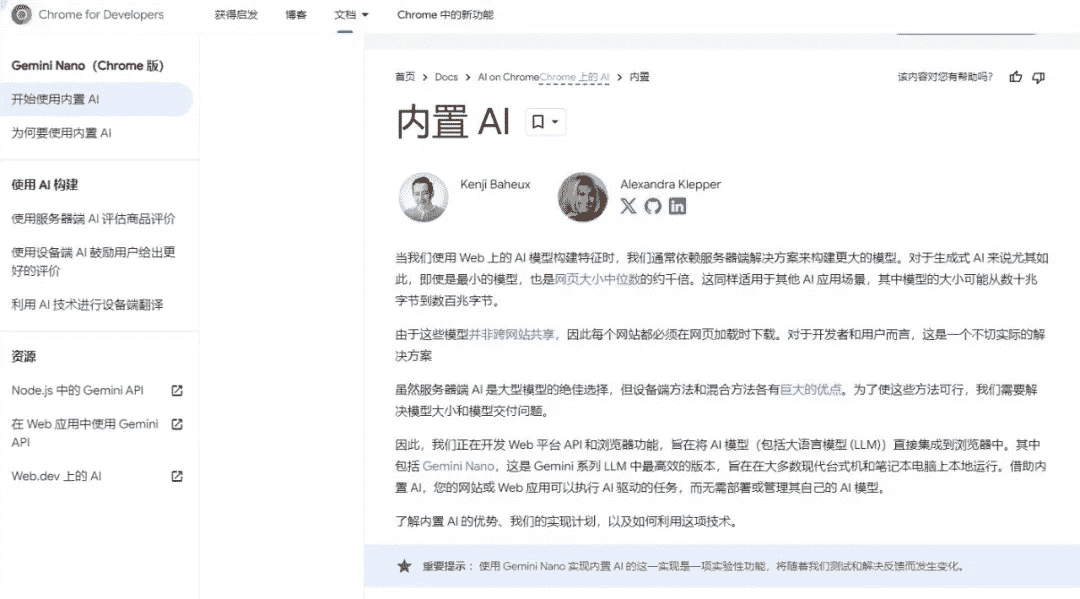 Chrome for Developers 获得启发 博客 文档 Chrome 中的新功能
Gemini Nano（Chrome 版）
开始使用内置 AI
为何要使用内置 AI
使用 AI 构建
使用服务器端 AI 评估商品评价
使用设备端 AI 鼓励用户给出更
好的评价
利用 AI 技术进行设备端翻译
资源
Node.js 中的 Gemini API
在 Web 应用中使用 Gemini
API
Web.dev 上的 AI
首页 > Docs > AI on ChromeChrome 上的 AI > 内置
该内容对您有帮助吗？
内置 AI
Kenji Baheux
Alexandra Klepper
当我们使用 Web 上的 AI 模型构建特征时，我们通常依赖服务器端解决方案来构建更大的模型。对于生成式 AI 来说尤其如
此，即使是最小的模型，也是网页大小中位数的约千倍。这同样适用于其他 AI 应用场景，其中模型的大小可能从数十兆
字节到数百兆字节。
由于这些模型并非跨网站共享，因此每个网站都必须在网页加载时下载。对于开发者和用户而言，这是一个不切实际的解
决方案
虽然服务器端 AI 是大型模型的绝佳选择，但设备端方法和混合方法各有巨大的优点。为了使这些方法可行，我们需要解
决模型大小和模型交付问题。
因此，我们正在开发 Web 平台 API 和浏览器功能，旨在将 AI 模型（包括大语言模型 (LLM)）直接集成到浏览器中。其中
包括 Gemini Nano，这是 Gemini 系列 LLM 中最高效的版本，旨在在大多数现代台式机和笔记本电脑上本地运行。借助内
置 AI，您的网站或 Web 应用可以执行 AI 驱动的任务，而无需部署或管理其自己的 AI 模型。
了解内置 AI 的优势、我们的实现计划，以及如何利用这项技术。
重要提示： 使用 Gemini Nano 实现内置 AI 的这一实现是一项实验性功能，将随着我们测试和解决反馈而发生变化。